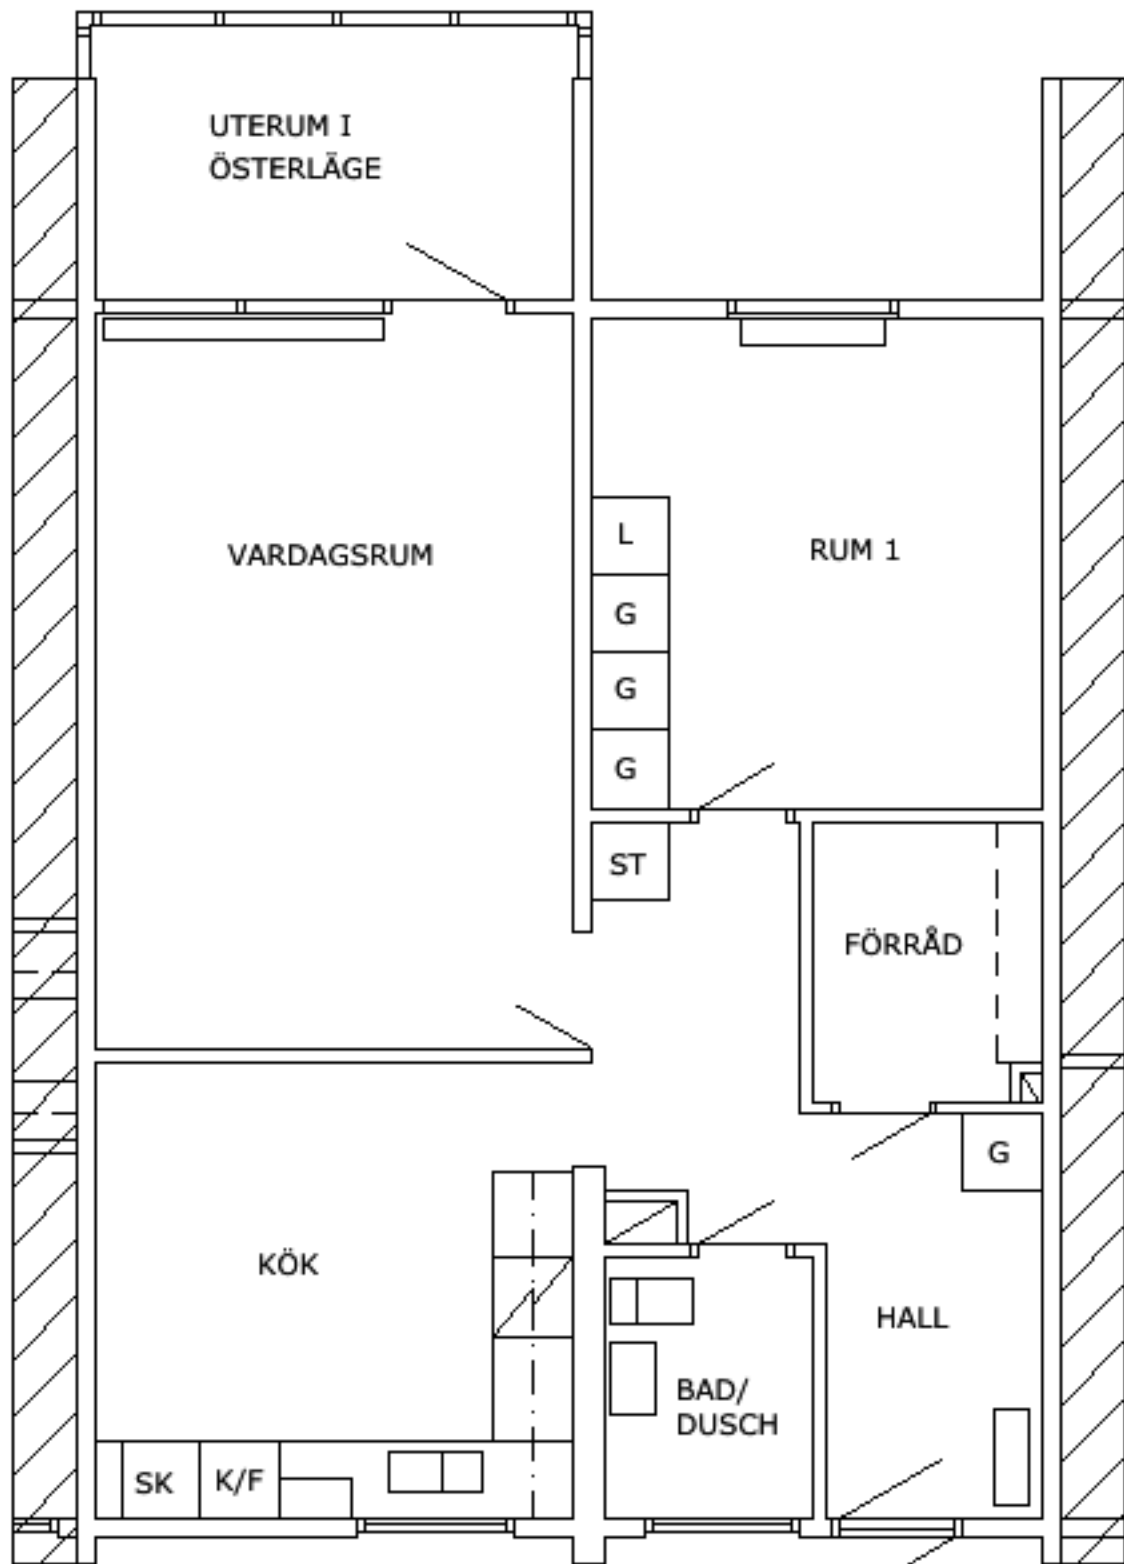 UTERUM I
ÖSTERLÄGE
VARDAGSRUM
L
RUM 1
G
G
G
ST
FÖRRÅD
G
KÖK
HALL
BAD/
DUSCH
SK
K/F